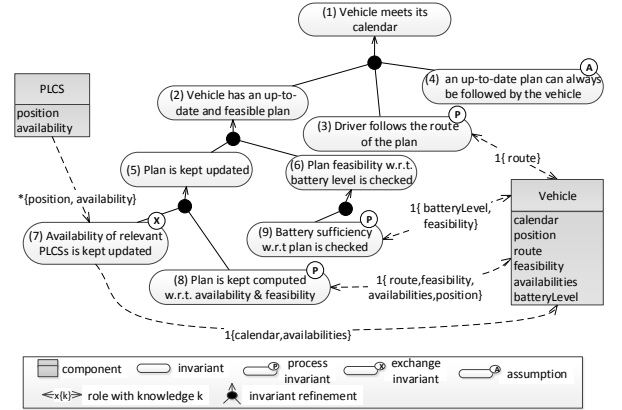 (1) Vehicle meets its
calendar
A
(4) an up-to-date plan can always
be followed by the vehicle
PLCS
position
availability
(2) Vehicle has an up-to-
date and feasible plan
P
(3) Driver follows the route
of the plan
1{ route}
(5) Plan is kept updated
(6) Plan feasibility w.r.t.
battery level is checked
*{position, availability}
Vehicle
calendar
position
route
feasibility
availabilities
batteryLevel
1{ batteryLevel,
feasibility}
X
(7) Availability of relevant
PLCSs is kept updated
P
(9) Battery sufficiency
w.r.t plan is checked
P
(8) Plan is kept computed
w.r.t. availability & feasibility
1{ route,feasibility,
availabilities,position}
1{calendar,availabilities}
component
invariant
P
process
invariant
X
exchange
invariant
A
assumption
x{k}
role with knowledge k
invariant refinement